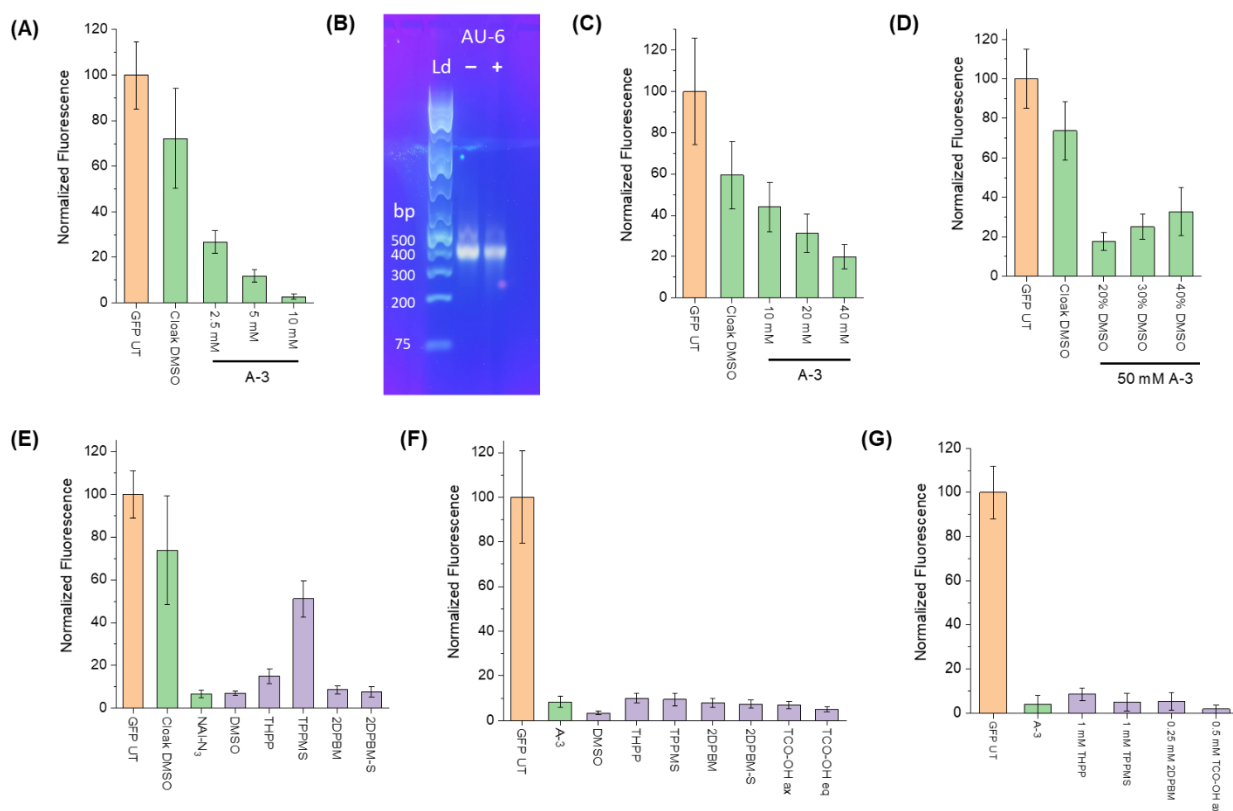 (A)
Normalized Fluorescence
120
100
80
60
40
20
0
GFP UT
Cloak DMSO
2.5 mM
5 mM
10 mM
A-3
(B)
AU-6
Ld – +
bp
500
400
300
200
75
(C)
Normalized Fluorescence
120
100
80
60
40
20
0
GFP UT
Cloak DMSO
10 mM
20 mM
40 mM
A-3
(D)
Normalized Fluorescence
120
100
80
60
40
20
0
GFP UT
Cloak DMSO
20% DMSO
30% DMSO
40% DMSO
50 mM A-3
(E)
Normalized Fluorescence
120
100
80
60
40
20
0
GFP UT
Cloak DMSO
NAI-N₃
DMSO
THPP
TPPMS
2DPBM
2DPBM-S
(F)
Normalized Fluorescence
120
100
80
60
40
20
0
GFP UT
A-3
DMSO
THPP
TPPMS
2DPBM
2DPBM-S
TCO-OH ax
TCO-OH eq
(G)
Normalized Fluorescence
120
100
80
60
40
20
0
GFP UT
A-3
1 mM THPP
1 mM TPPMS
0.25 mM 2DPBM
0.5 mM TCO-OH ax